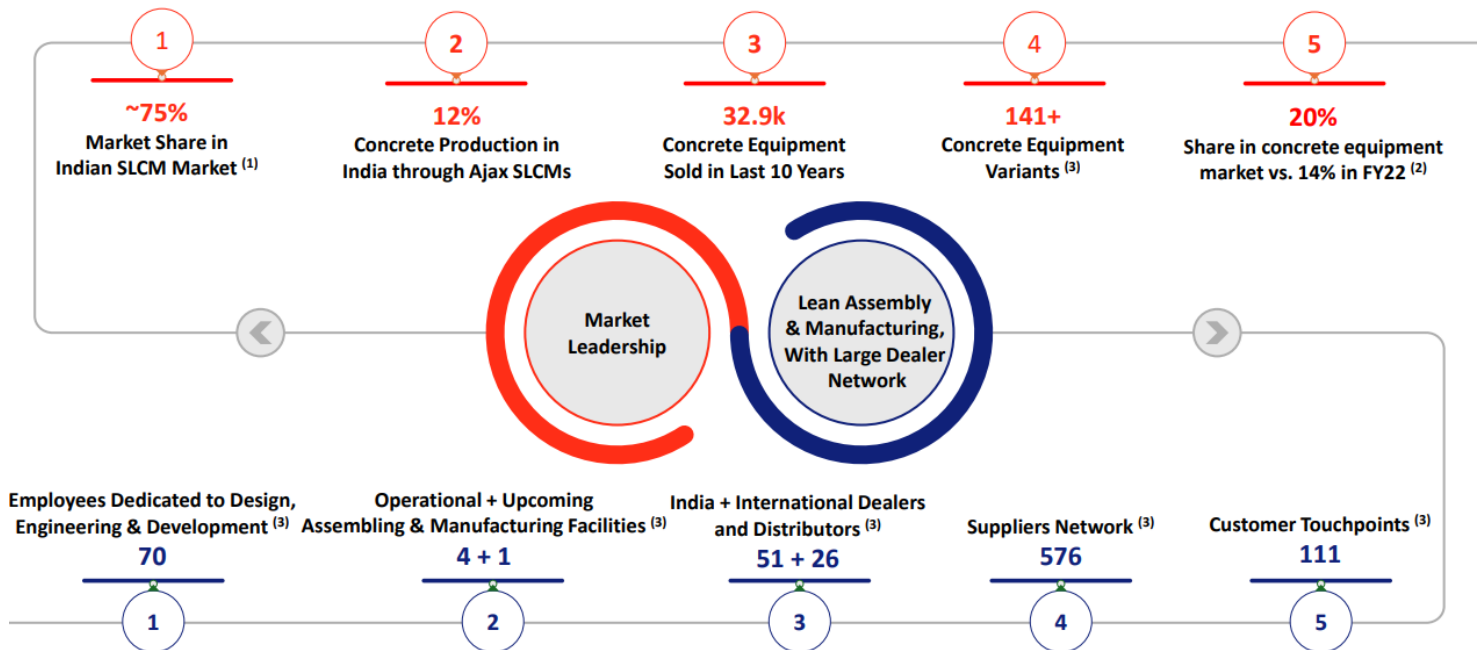 1
~75%
Market Share in
Indian SLCM Market (1)
2
12%
Concrete Production in
India through Ajax SLCMs
3
32.9k
Concrete Equipment
Sold in Last 10 Years
4
141+
Concrete Equipment
Variants (3)
5
20%
Share in concrete equipment
market vs. 14% in FY22 (2)
Market
Leadership
Lean Assembly
& Manufacturing,
With Large Dealer
Network
Employees Dedicated to Design,
Engineering & Development (3)
70
1
Operational + Upcoming
Assembling & Manufacturing Facilities (3)
4 + 1
2
India + International Dealers
and Distributors (3)
51 + 26
3
Suppliers Network (3)
576
4
Customer Touchpoints (3)
111
5